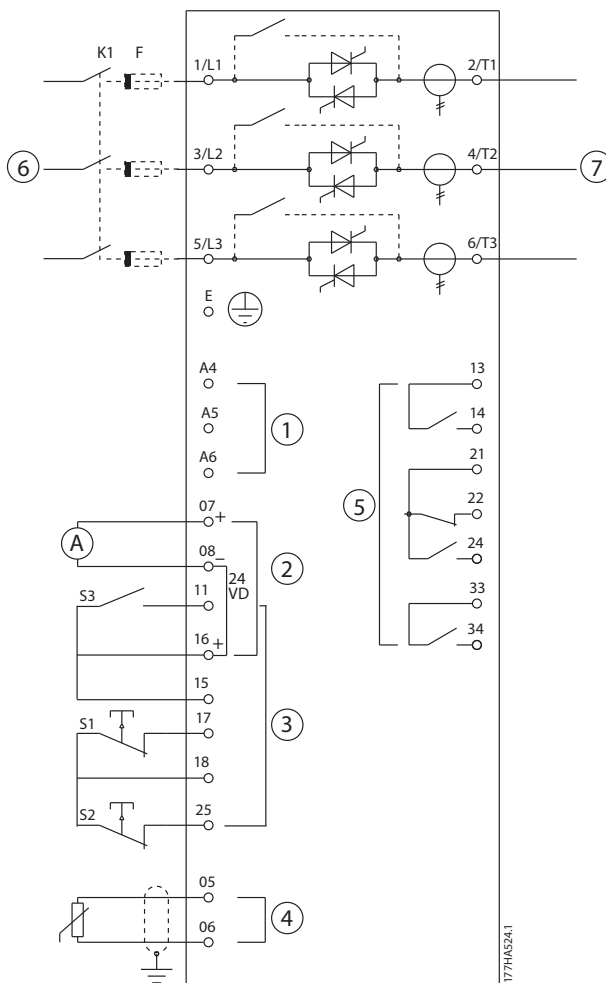 K1 F 1/L1 2/T1
6 3/L2 4/T2 7
5/L3 6/T3
E
A4 13
A5 1 14
A6 21
07 + 5 22
A 08 – 2 24
24
VD
S3 11 33
16 + 34
15
S1 17 3
18
S2 25
05
4
06
177HA524.1